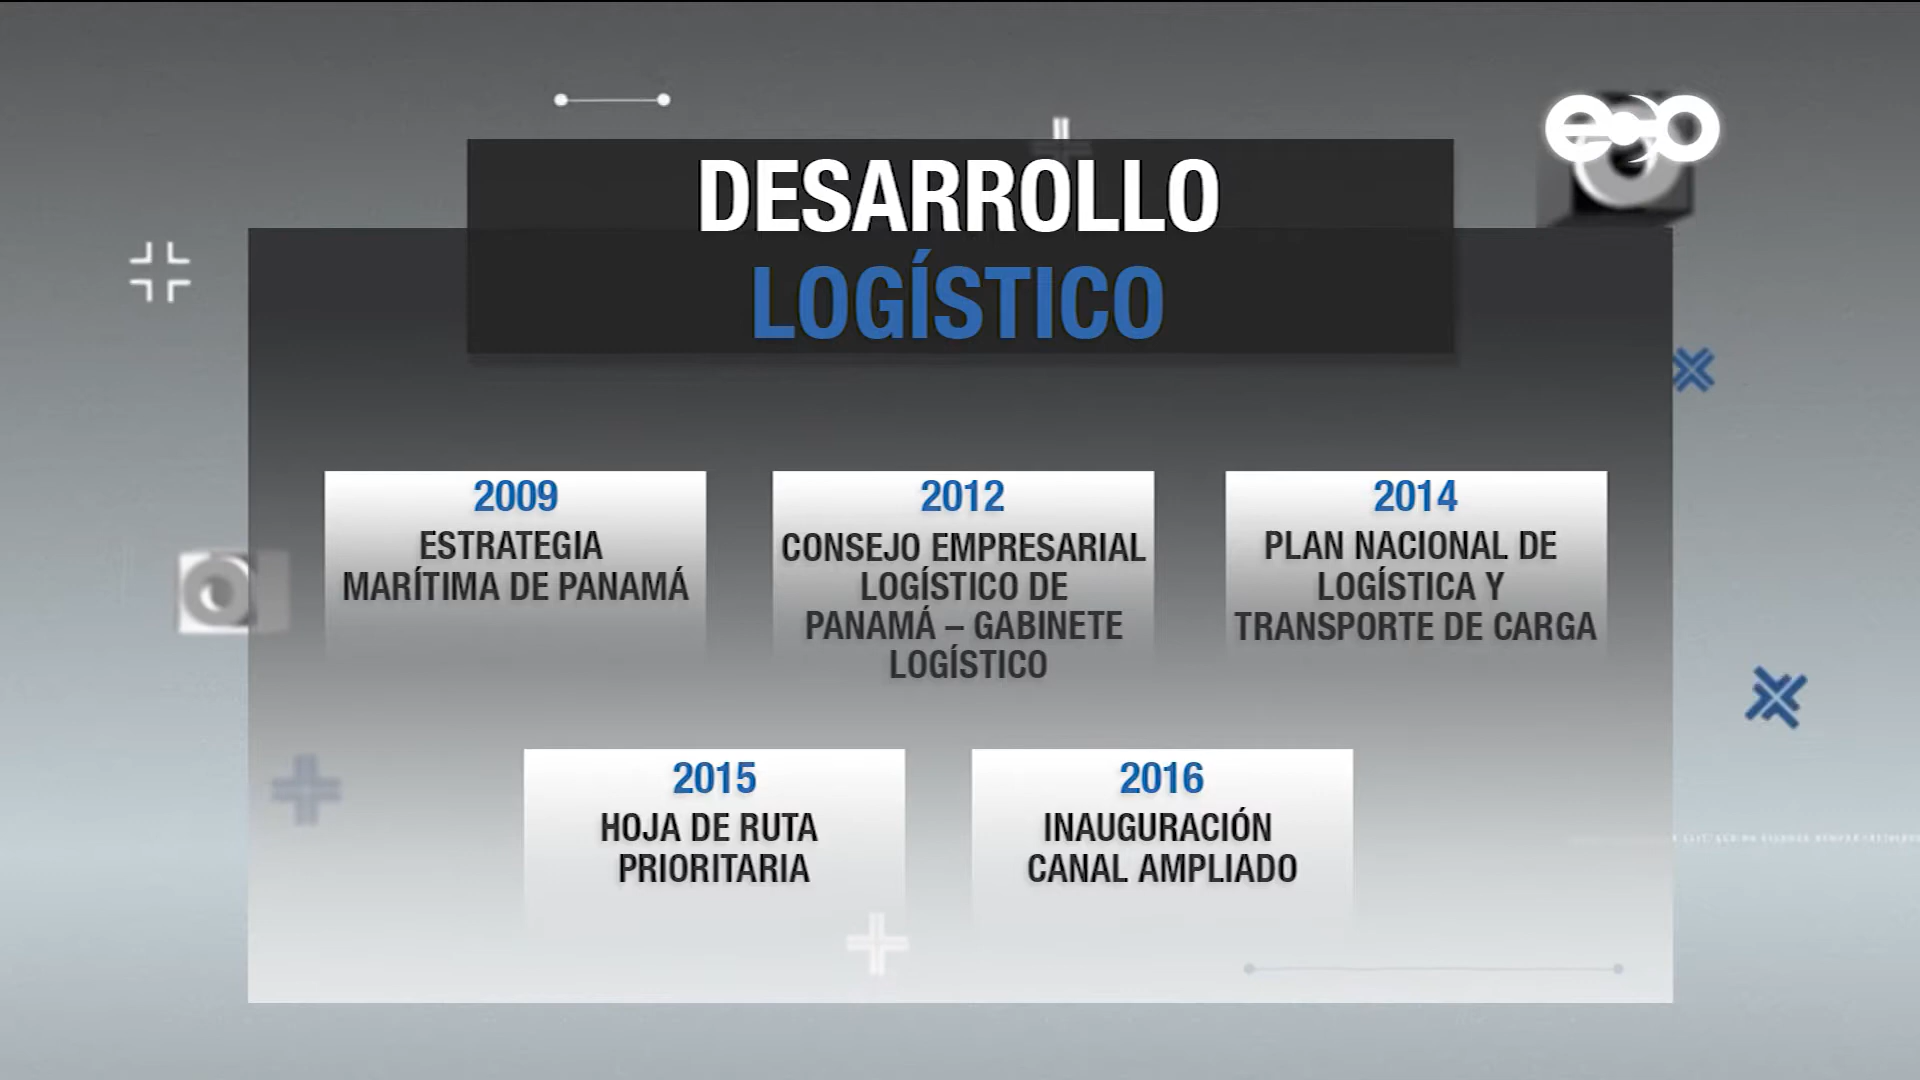 eco
DESARROLLO
LOGÍSTICO
2009
ESTRATEGIA
MARÍTIMA DE PANAMÁ
2012
CONSEJO EMPRESARIAL
LOGÍSTICO DE
PANAMÁ – GABINETE
LOGÍSTICO
2014
PLAN NACIONAL DE
LOGÍSTICA Y
TRANSPORTE DE CARGA
2015
HOJA DE RUTA
PRIORITARIA
2016
INAUGURACIÓN
CANAL AMPLIADO